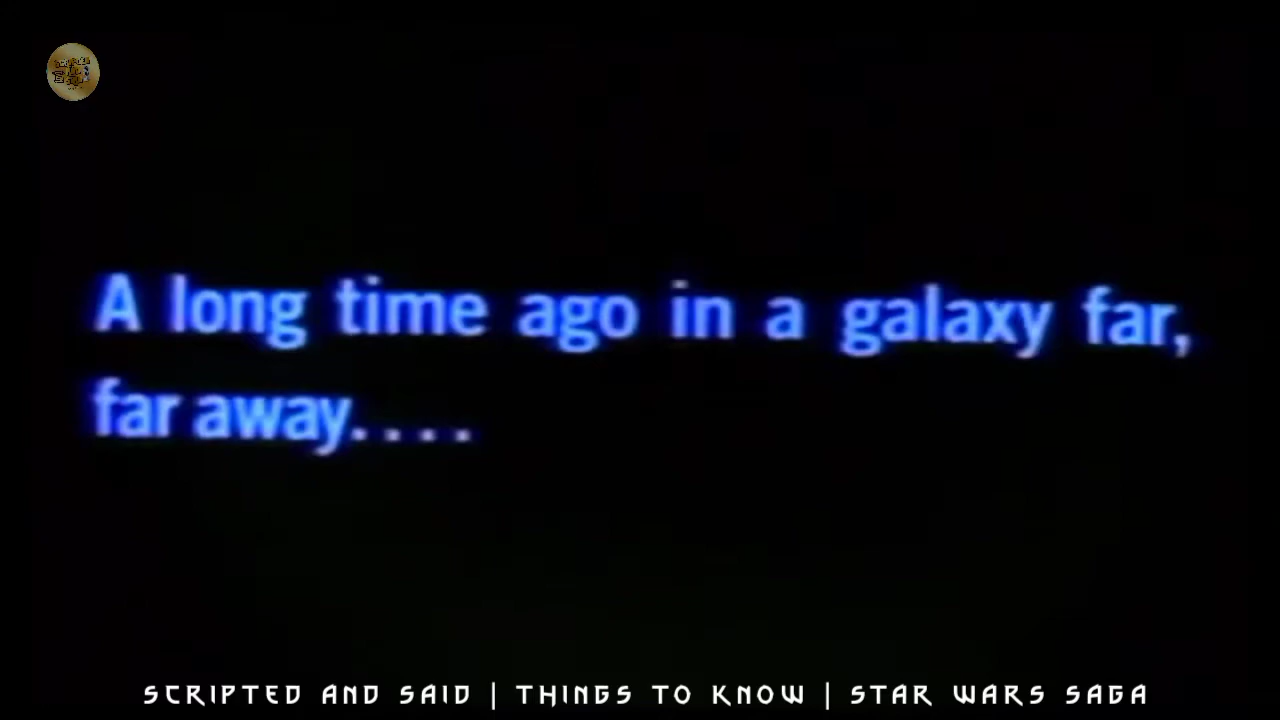 A long time ago in a galaxy far,
far away....
SCRIPTED AND SAID | THINGS TO KNOW | STAR WARS SAGA